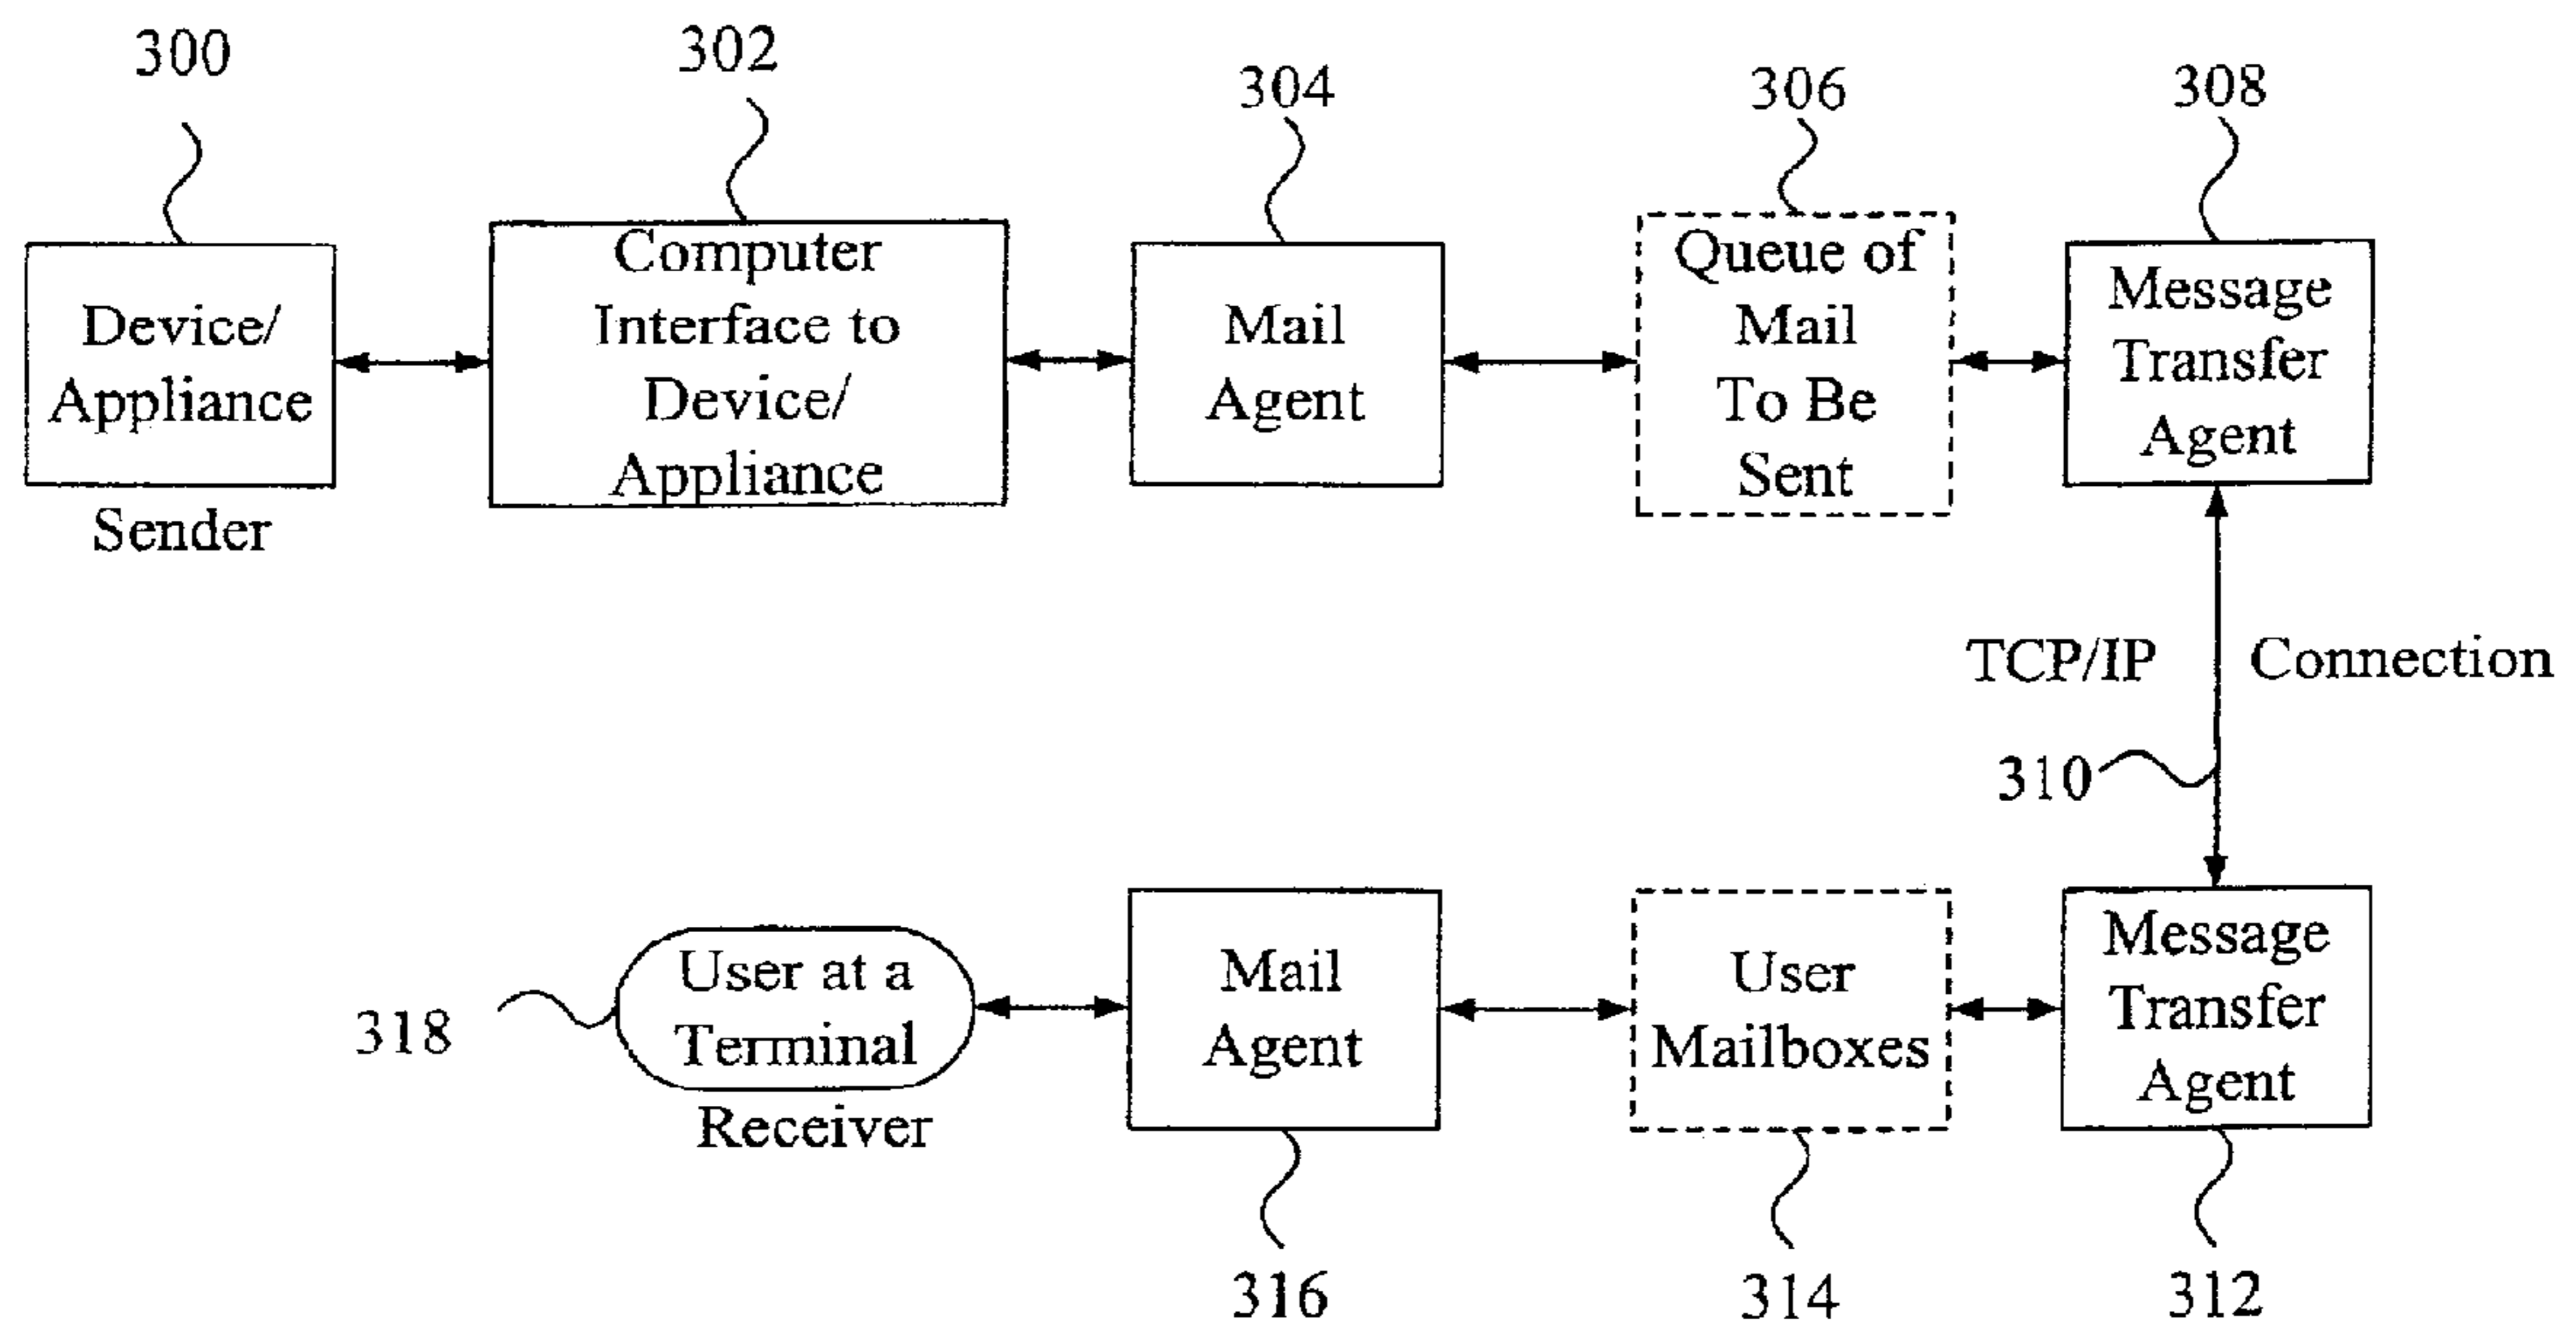 300
302
304
306
308
Device/
Appliance
Sender
Computer
Interface to
Device/
Appliance
Mail
Agent
Queue of
Mail
To Be
Sent
Message
Transfer
Agent
TCP/IP Connection
310
318
User at a
Terminal
Receiver
Mail
Agent
User
Mailboxes
Message
Transfer
Agent
316
314
312